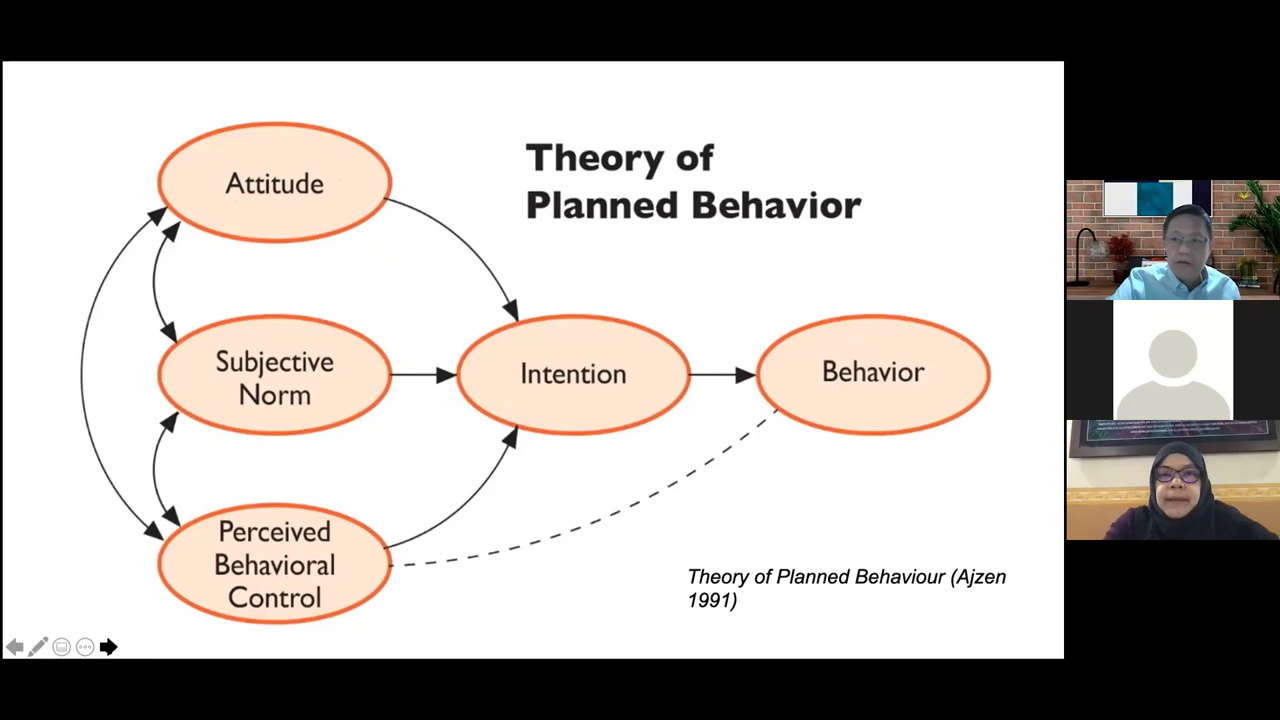 Theory of
Planned Behavior
Attitude
Subjective
Norm
Intention
Behavior
Perceived
Behavioral
Control
Theory of Planned Behaviour (Ajzen
1991)